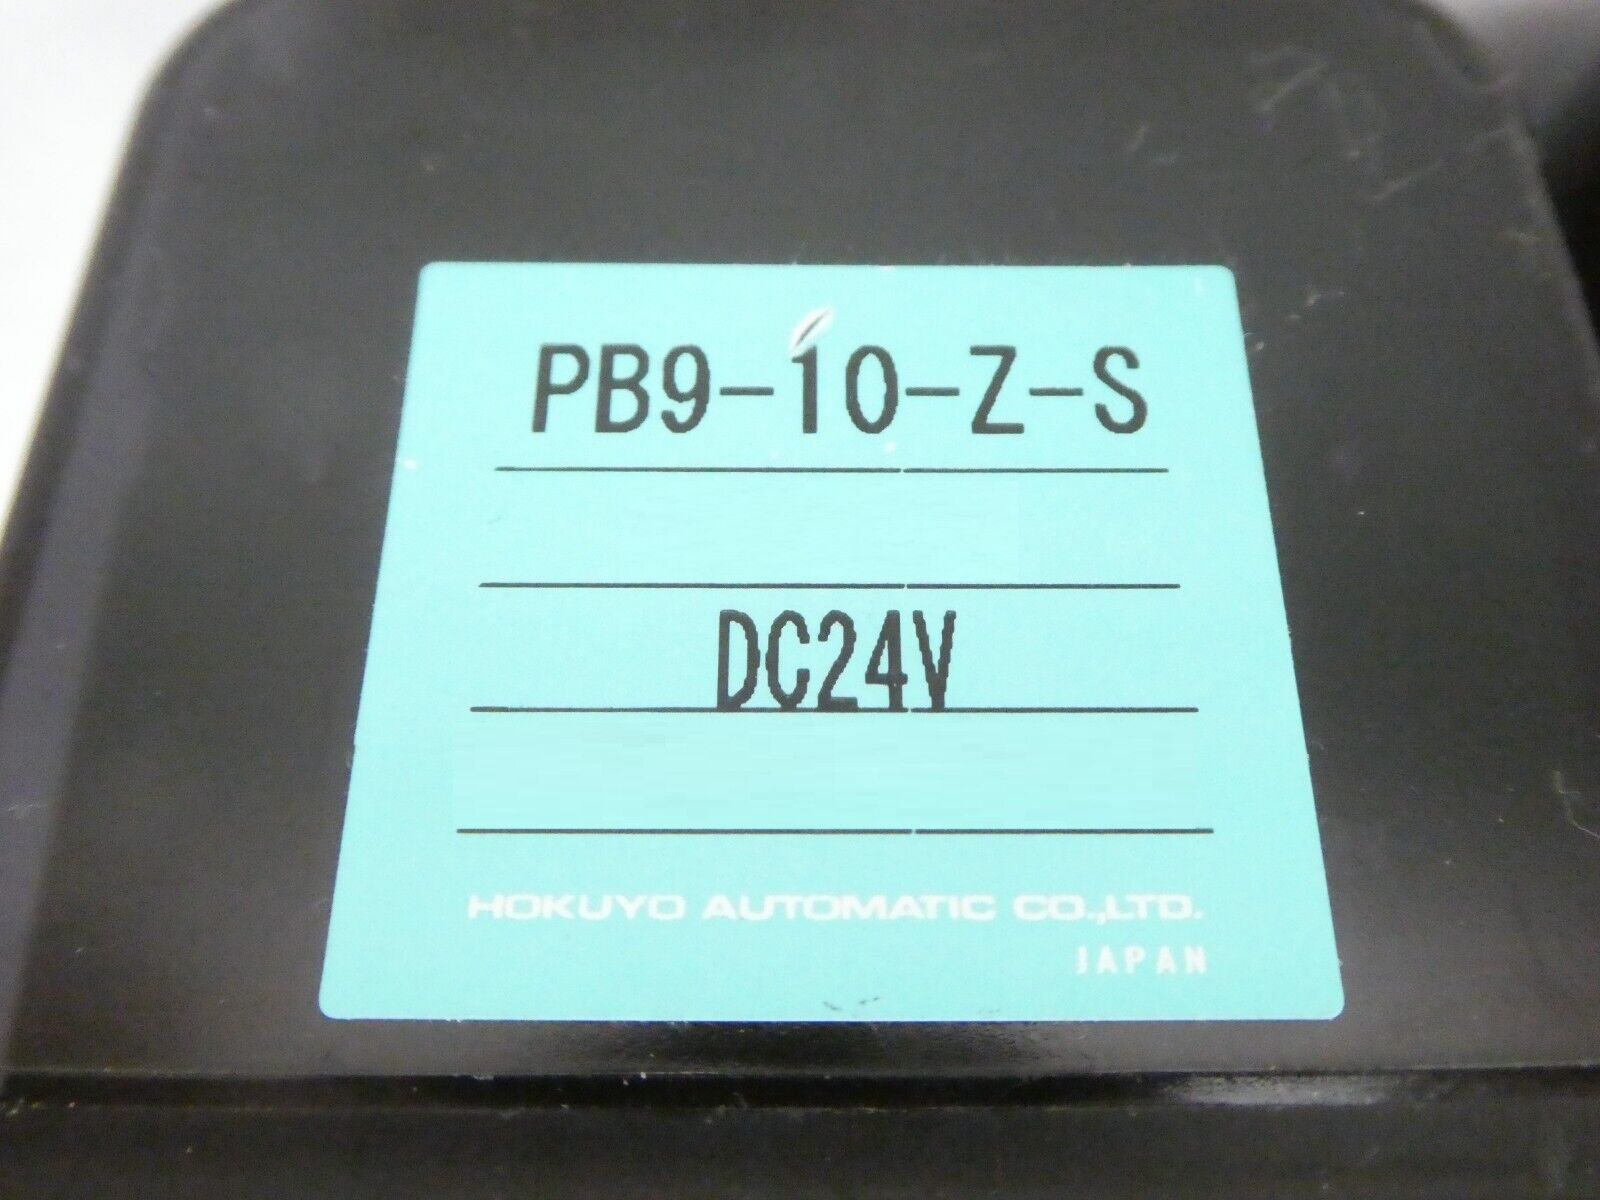 PB9-10-Z-S
DC24V
HOKUYO AUTOMATIC CO.,LTD.
JAPAN